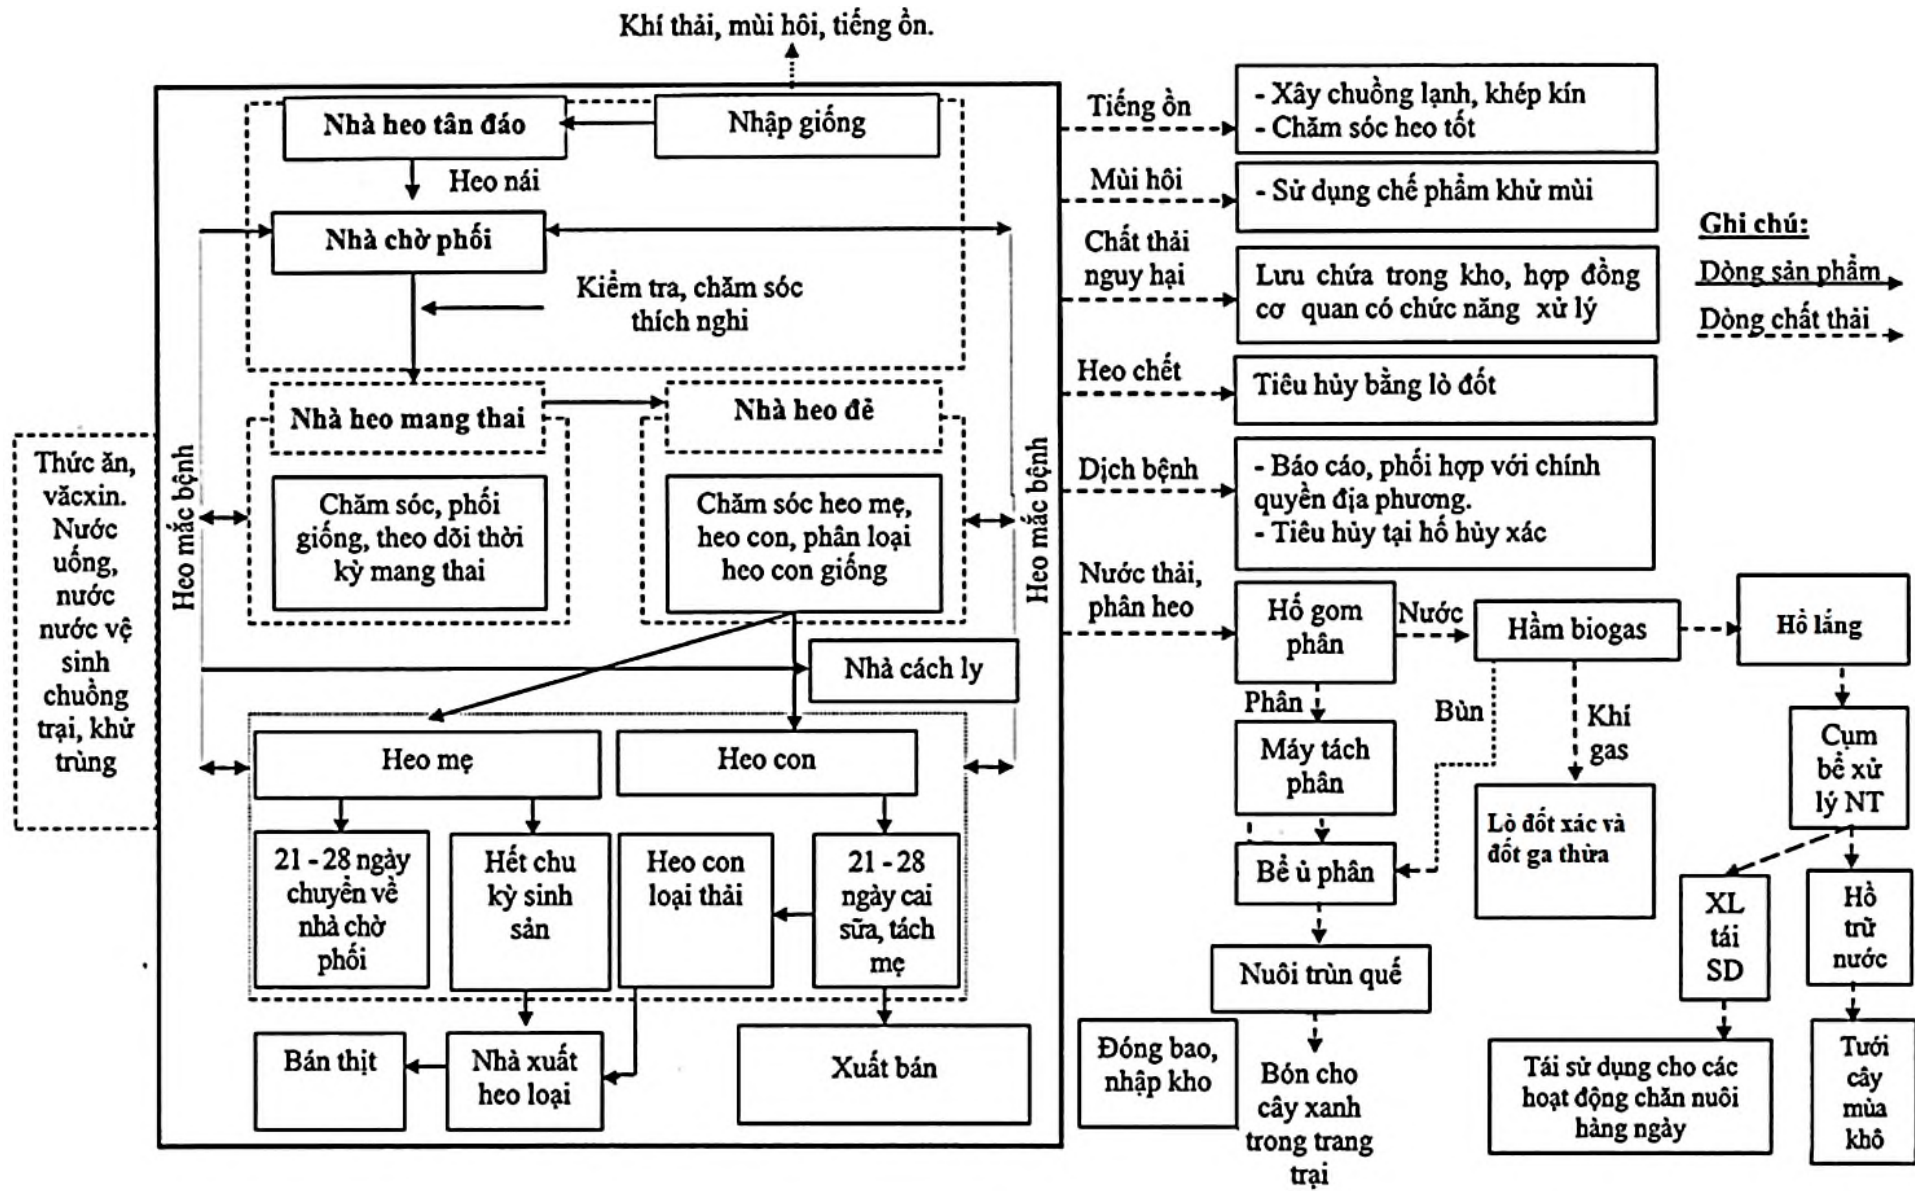 Khí thải, mùi hôi, tiếng ồn.
Nhà heo tân đáo
Nhập giống
Heo nái
Nhà chờ phối
Kiểm tra, chăm sóc
thích nghi
Nhà heo mang thai
Nhà heo đẻ
Chăm sóc, phối
giống, theo dõi thời
kỳ mang thai
Chăm sóc heo mẹ,
heo con, phân loại
heo con giống
Thức ăn,
văcxin.
Nước
uống,
nước
nước vệ
sinh
chuồng
trại, khử
trùng
Heo mắc bệnh
Heo mắc bệnh
Nhà cách ly
Heo mẹ
Heo con
21 - 28 ngày
chuyển về
nhà chờ
phối
Hết chu
kỳ sinh
sản
Heo con
loại thải
21 - 28
ngày cai
sữa, tách
mẹ
Bán thịt
Nhà xuất
heo loại
Xuất bán
Tiếng ồn
- Xây chuồng lạnh, khép kín
- Chăm sóc heo tốt
Mùi hôi
- Sử dụng chế phẩm khử mùi
Chất thải
nguy hại
Lưu chứa trong kho, hợp đồng
cơ quan có chức năng xử lý
Heo chết
Tiêu hủy bằng lò đốt
Dịch bệnh
- Báo cáo, phối hợp với chính
quyền địa phương.
- Tiêu hủy tại hố hủy xác
Nước thải,
phân heo
Hố gom
phân
Nước
Hầm biogas
Hồ lắng
Phân
Bùn
Khí
gas
Máy tách
phân
Cụm
bể xử
lý NT
Lò đốt xác và
đốt ga thừa
Bể ủ phân
XL
tái
SD
Hồ
trữ
nước
Nuôi trùn quế
Đóng bao,
nhập kho
Bón cho
cây xanh
trong trang
trại
Tái sử dụng cho các
hoạt động chăn nuôi
hàng ngày
Tưới
cây
mùa
khô
Ghi chú:
Dòng sản phẩm
Dòng chất thải